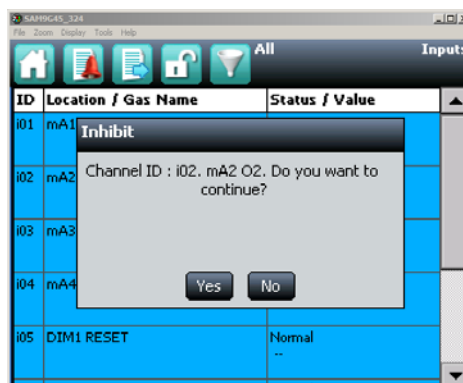 SAM9G45_324
File Zoom Display Tools Help
All Inputs
ID Location / Gas Name Status / Value
i01 mA1
Inhibit
Channel ID : i02. mA2 O2. Do you want to
continue?
i02 mA2
i03 mA3
i04 mA4
Yes No
i05 DIM1 RESET Normal
--